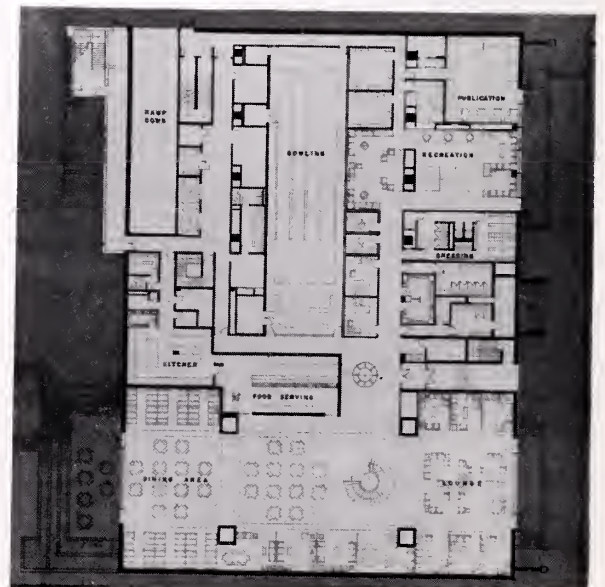 PUBLICATION
RAMP
DOWN
BOWLING
RECREATION
DRESSING
KITCHEN
FOOD SERVING
DINING AREA
LOUNGE